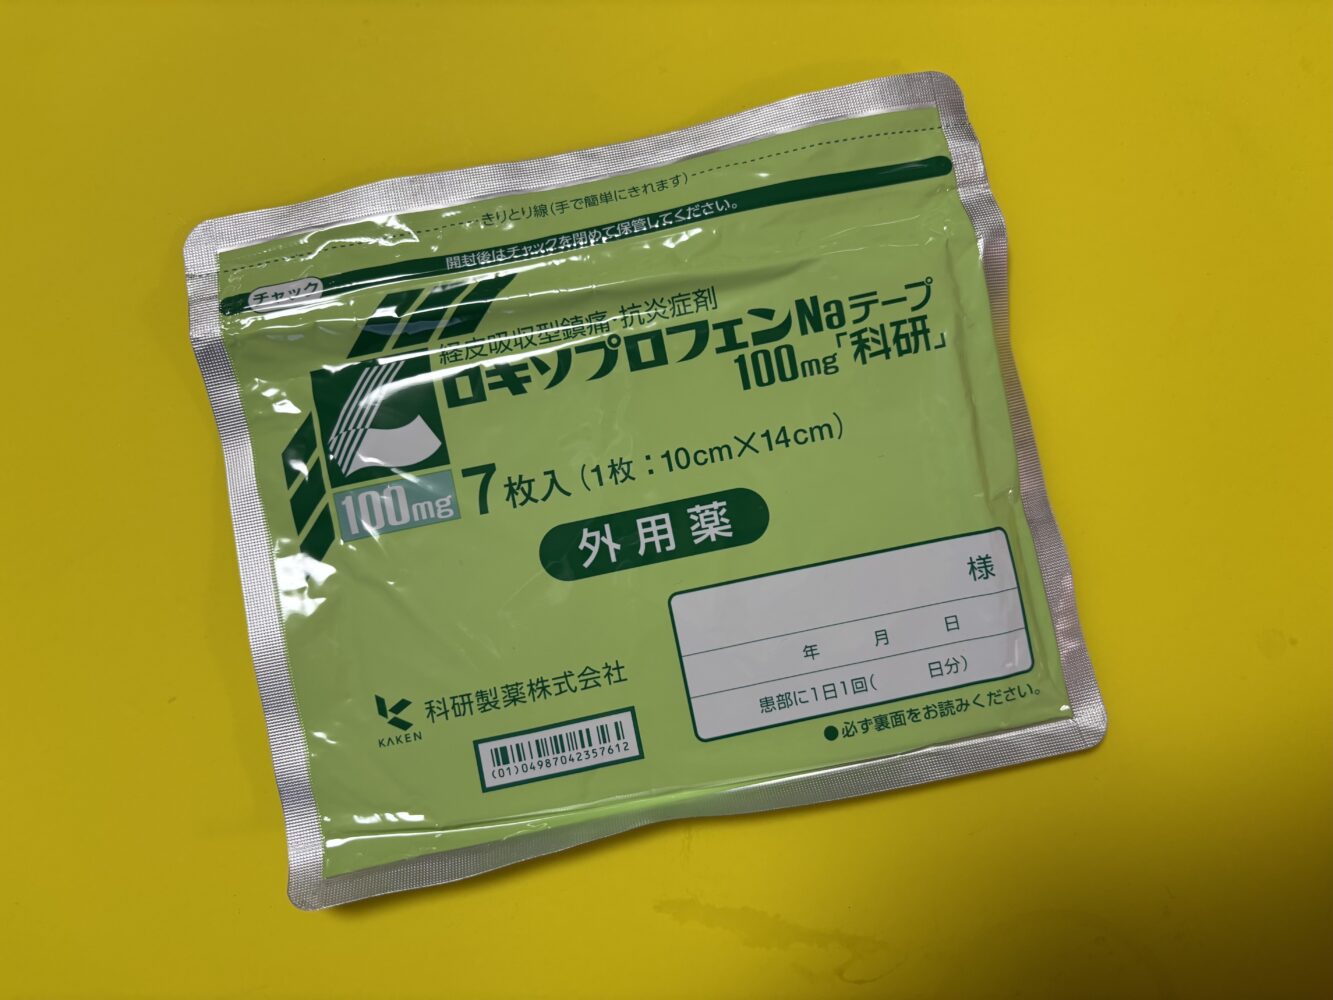 きりとり線(手で簡単にきれます)
開封後はチャックを閉めて保管してください。
チャック
経皮吸収型鎮痛・抗炎症剤
ロキソプロフェンNaテープ
100mg「科研」
100mg
7枚入(1枚:10cm×14cm)
外用薬
様
年 月 日
患部に1日1回( 日分)
●必ず裏面をお読みください。
科研製薬株式会社
KAKEN
(01)04987042357612